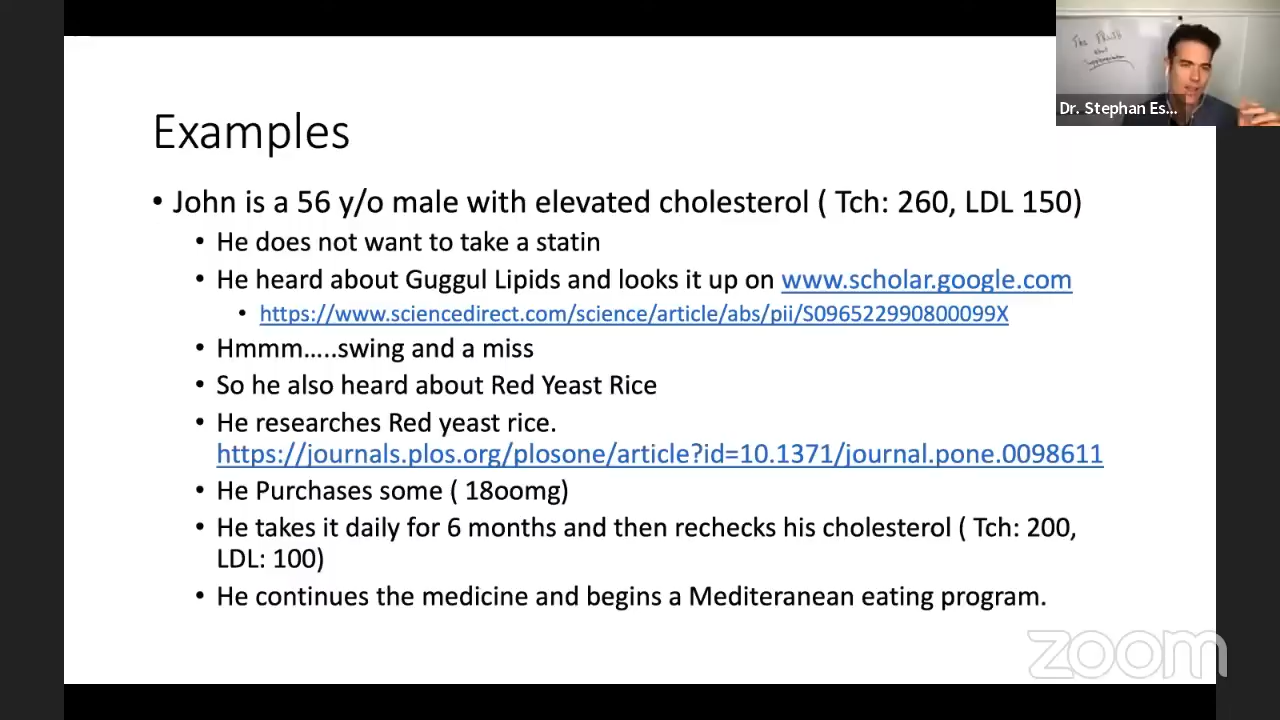 The
about
Dr. Stephan Es...
Examples
• John is a 56 y/o male with elevated cholesterol ( Tch: 260, LDL 150)
• He does not want to take a statin
• He heard about Guggul Lipids and looks it up on www.scholar.google.com
• https://www.sciencedirect.com/science/article/abs/pii/S096522990800099X
• Hmmm…..swing and a miss
• So he also heard about Red Yeast Rice
• He researches Red yeast rice.
https://journals.plos.org/plosone/article?id=10.1371/journal.pone.0098611
• He Purchases some ( 18oomg)
• He takes it daily for 6 months and then rechecks his cholesterol ( Tch: 200,
LDL: 100)
• He continues the medicine and begins a Mediteranean eating program.
zoom